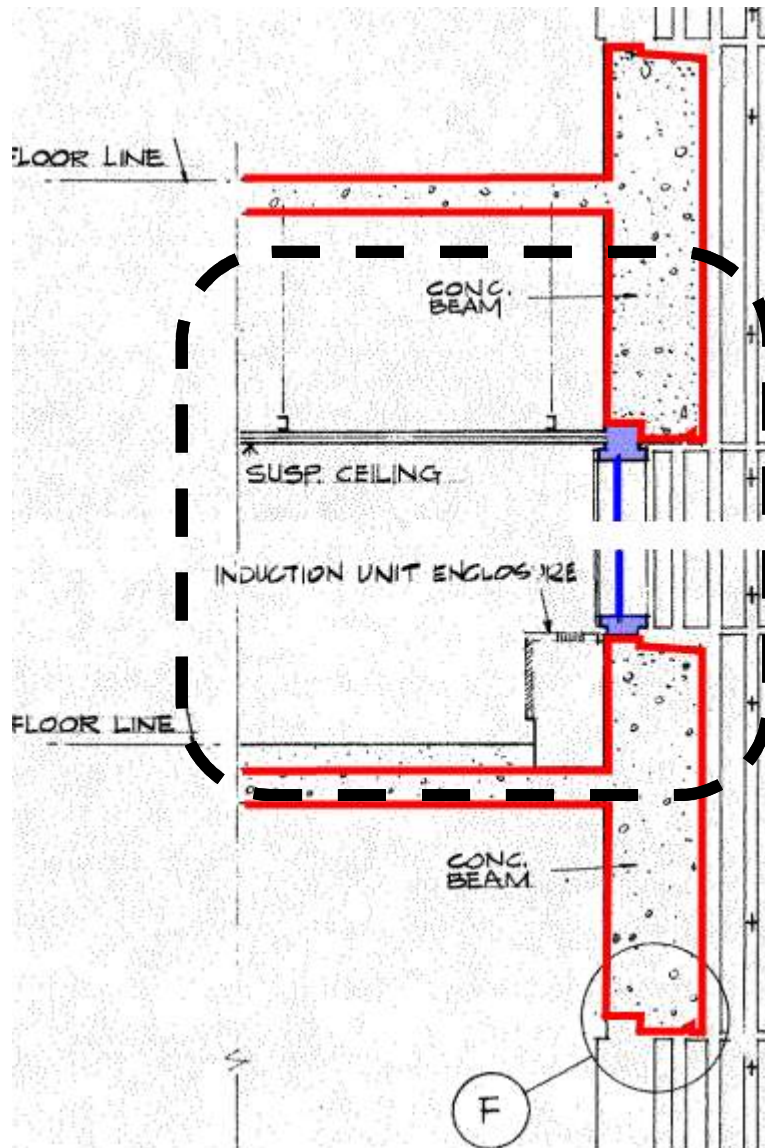 FLOOR LINE
CONC.
BEAM
SUSP. CEILING
INDUCTION UNIT ENCLOSURE
FLOOR LINE
CONC.
BEAM
F